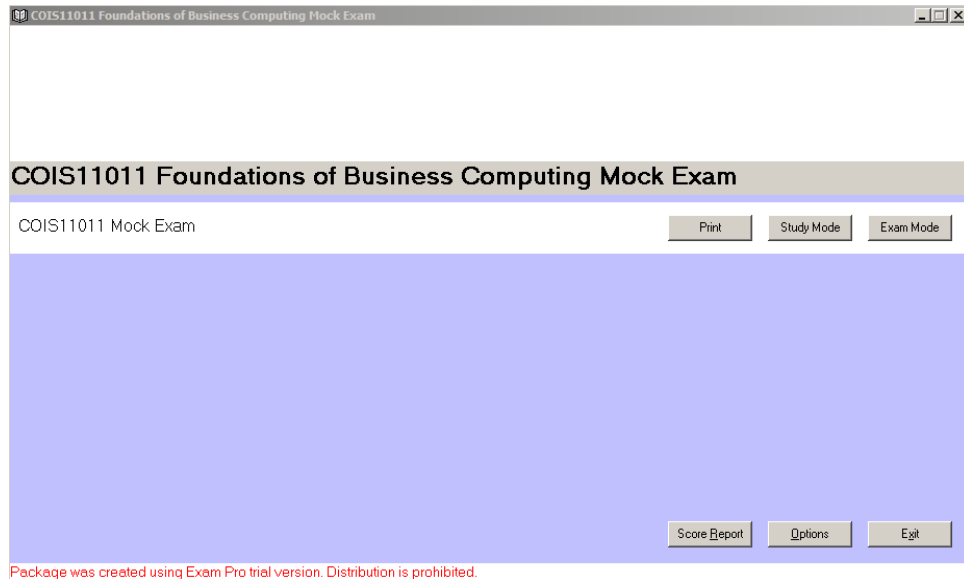 COIS11011 Foundations of Business Computing Mock Exam
COIS11011 Foundations of Business Computing Mock Exam
COIS11011 Mock Exam
Print
Study Mode
Exam Mode
Score Report
Options
Exit
Package was created using Exam Pro trial version. Distribution is prohibited.